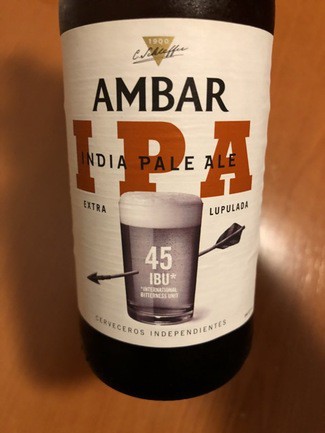 1900
AMBAR
IPA
INDIA PALE ALE
EXTRA LUPULADA
45
IBU*
*INTERNATIONAL
BITTERNESS UNIT
CERVECEROS INDEPENDIENTES